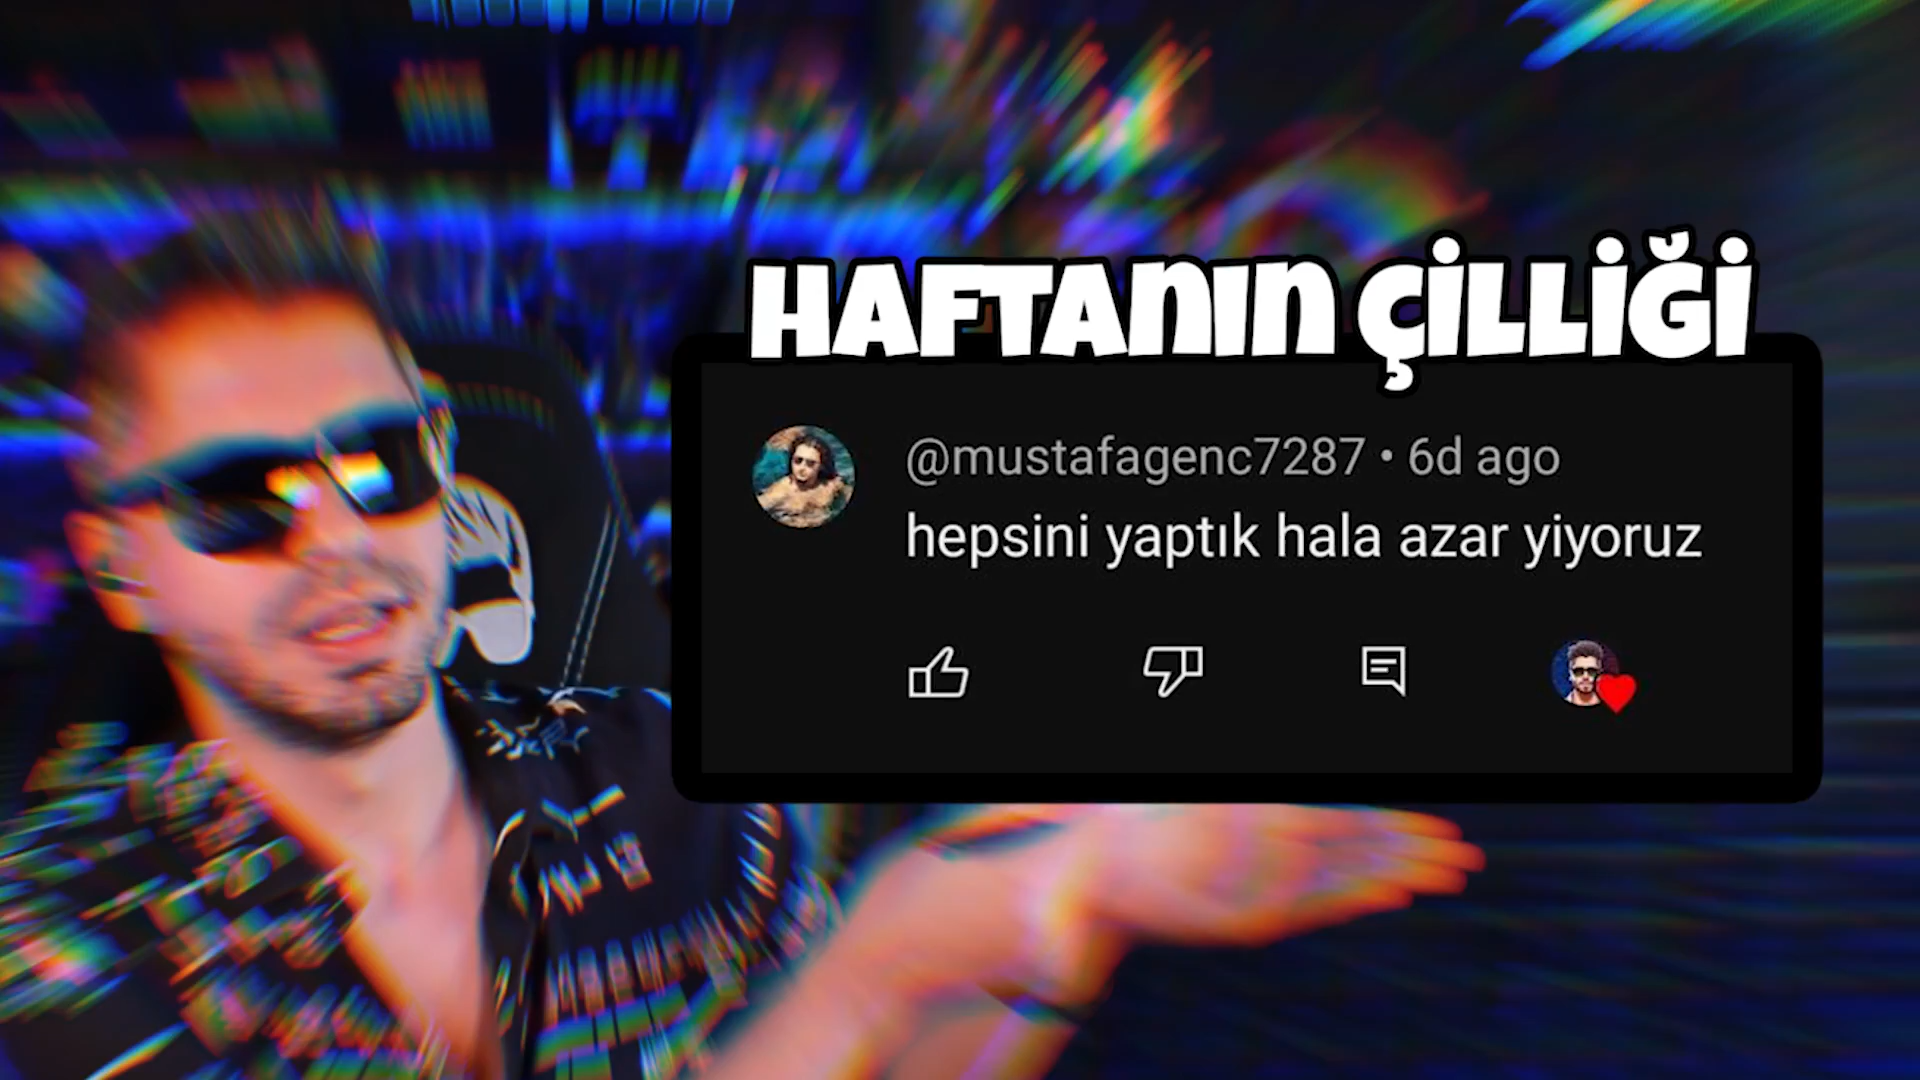 HAFTANIN ÇİLLİĞİ
@mustafagenc7287 • 6d ago
hepsini yaptık hala azar yiyoruz